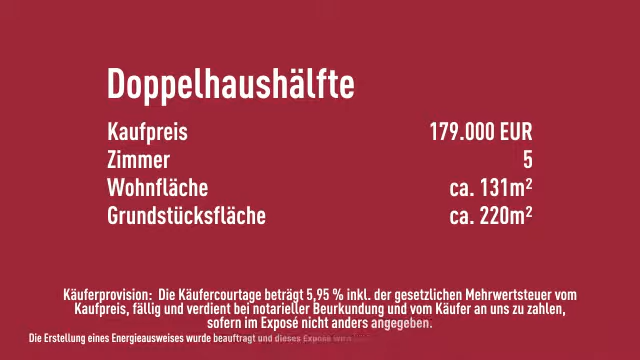 Doppelhaushälfte
Kaufpreis 179.000 EUR
Zimmer 5
Wohnfläche ca. 131m²
Grundstücksfläche ca. 220m²
Käuferprovision: Die Käufercourtage beträgt 5,95 % inkl. der gesetzlichen Mehrwertsteuer vom
Kaufpreis, fällig und verdient bei notarieller Beurkundung und vom Käufer an uns zu zahlen,
sofern im Exposé nicht anders angegeben.
Die Erstellung eines Energieausweises wurde beauftragt und dieses Exposé wird